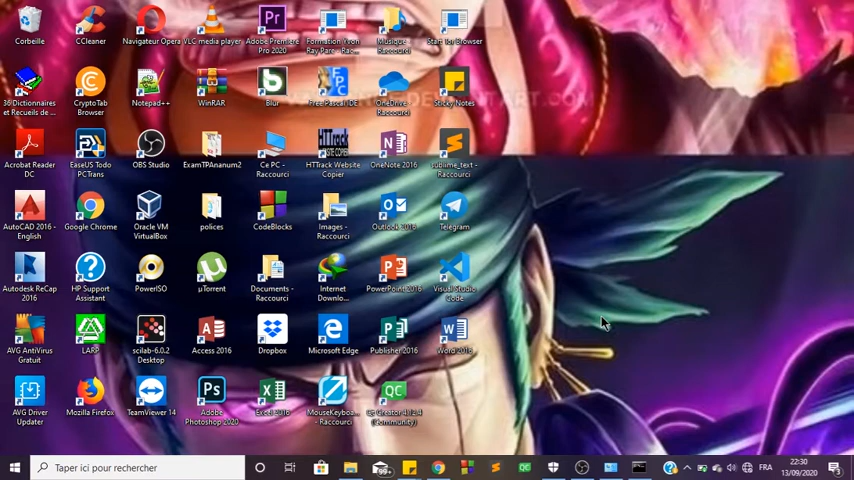 Corbeille
CCleaner
Navigateur Opera
VLC media player
Adobe Premiere
Pro 2020
Formation Yvon
Ray Pare - Rac...
Musique -
Raccourci
Start Tor Browser
36 Dictionnaires
et Recueils de ...
CryptoTab
Browser
Notepad++
WinRAR
Blur
Free Pascal IDE
OneDrive -
Raccourci
Sticky Notes
Acrobat Reader
DC
EaseUS Todo
PCTrans
OBS Studio
ExamTPAnanum2
Ce PC -
Raccourci
HTTrack
HTTrack Website
Copier
OneNote 2016
sublime_text -
Raccourci
AutoCAD 2016 -
English
Google Chrome
Oracle VM
VirtualBox
polices
CodeBlocks
Images -
Raccourci
Outlook 2016
Telegram
Autodesk ReCap
2016
HP Support
Assistant
PowerISO
µTorrent
Documents -
Raccourci
Internet
Downlo...
PowerPoint 2016
Visual Studio
Code
AVG AntiVirus
Gratuit
LARP
scilab-6.0.2
Desktop
Access 2016
Dropbox
Microsoft Edge
Publisher 2016
Word 2016
AVG Driver
Updater
Mozilla Firefox
TeamViewer 14
Adobe
Photoshop 2020
Excel 2016
MouseKeyboa...
- Raccourci
Qt Creator 4.12.4
(Community)
Taper ici pour rechercher
99+
FRA
22:30
13/09/2020
3